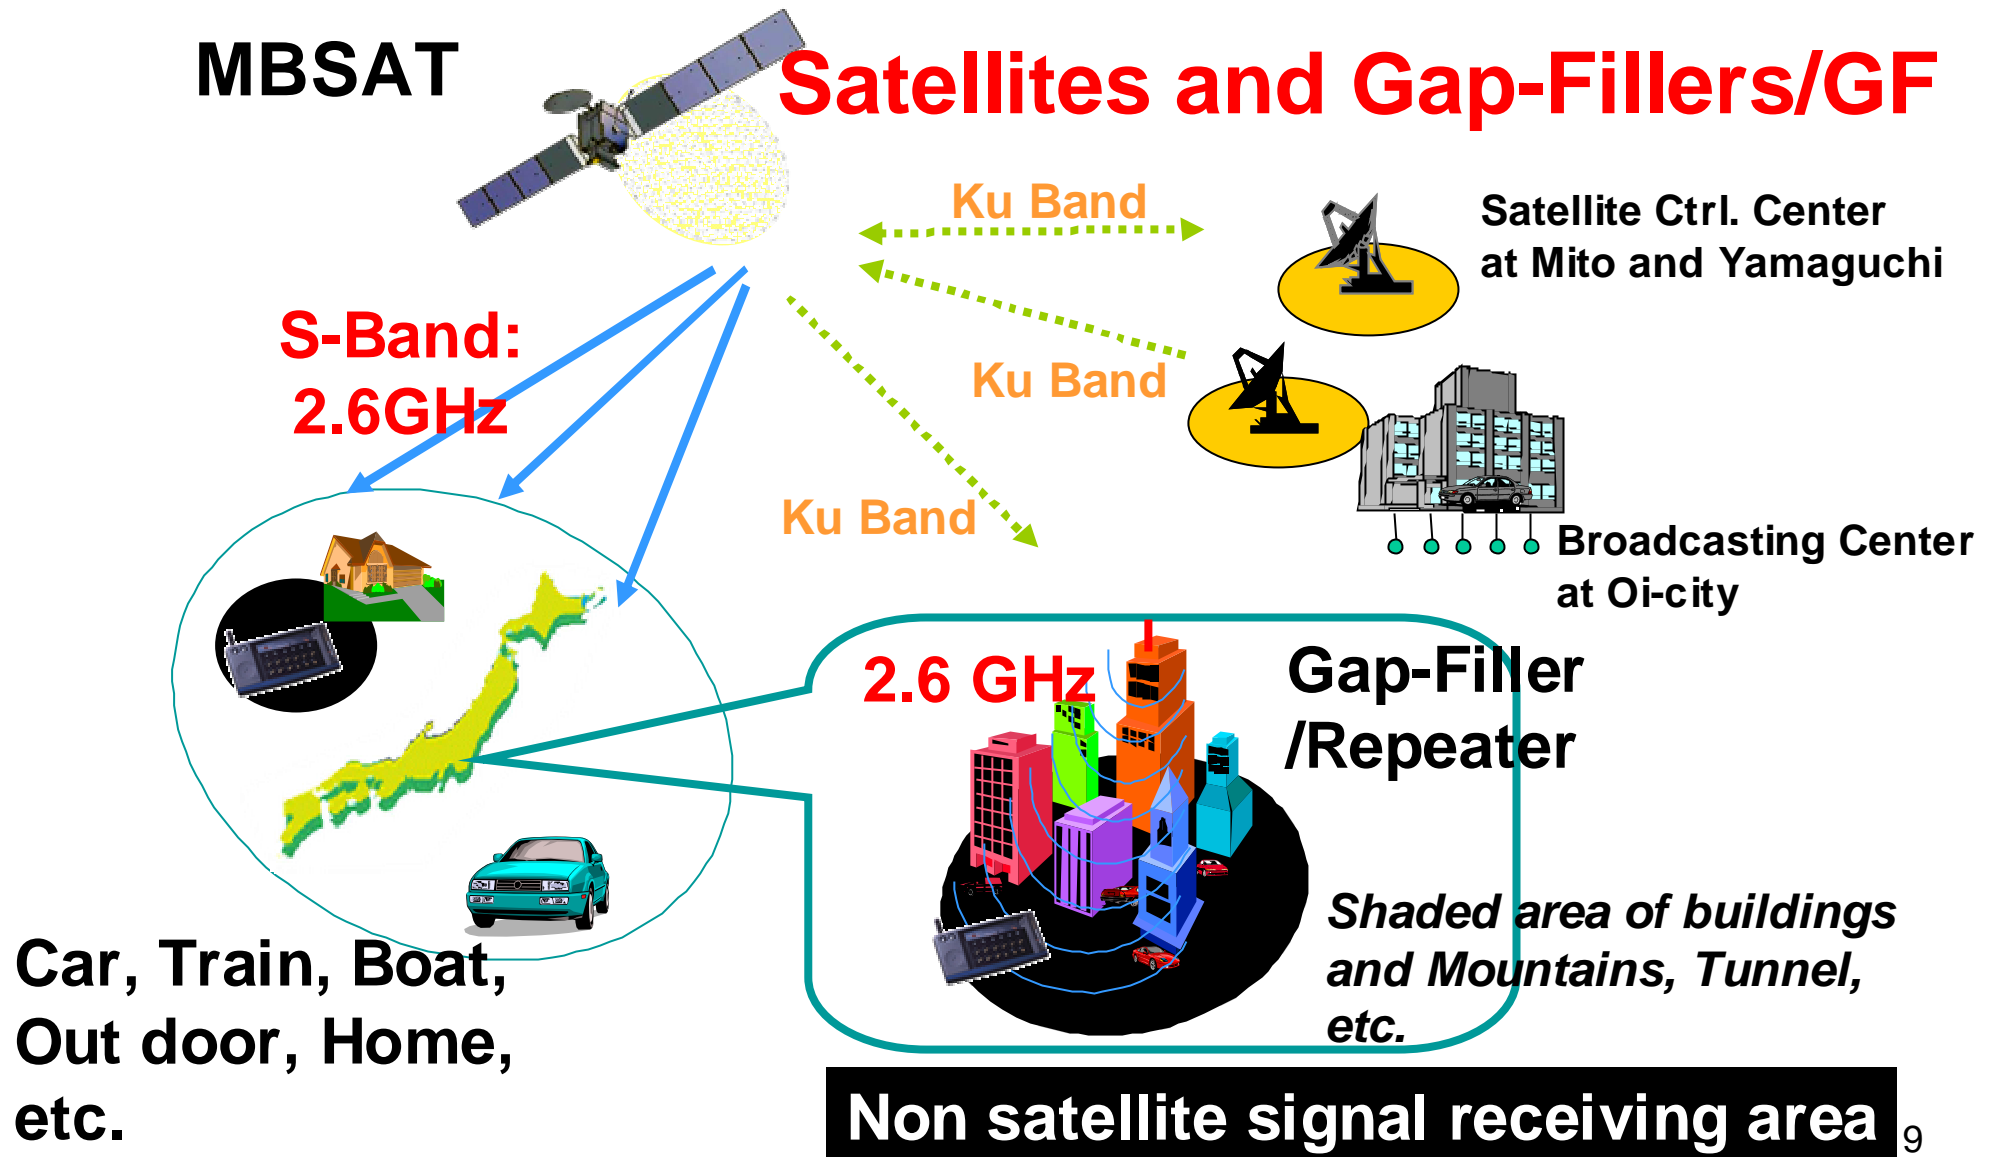 MBSAT
Satellites and Gap-Fillers/GF
Ku Band
Satellite Ctrl. Center
at Mito and Yamaguchi
S-Band:
2.6GHz
Ku Band
Ku Band
Broadcasting Center
at Oi-city
2.6 GHz
Gap-Filler
/Repeater
Shaded area of buildings
and Mountains, Tunnel,
etc.
Car, Train, Boat,
Out door, Home,
etc.
Non satellite signal receiving area
9